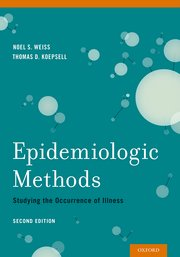 NOEL S. WEISS
THOMAS D. KOEPSELL
Epidemiologic
Methods
Studying the Occurrence of Illness
SECOND EDITION
OXFORD